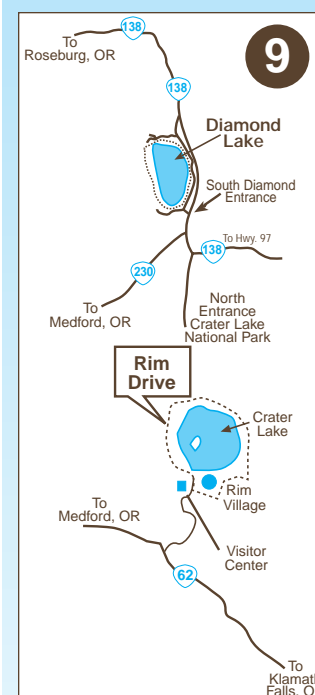 138
To
Roseburg, OR
9
138
Diamond
Lake
South Diamond
Entrance
To Hwy. 97
138
230
To
Medford, OR
North
Entrance
Crater Lake
National Park
Rim
Drive
Crater
Lake
Rim
Village
To
Medford, OR
Visitor
Center
62
To
Klamath
Falls, O